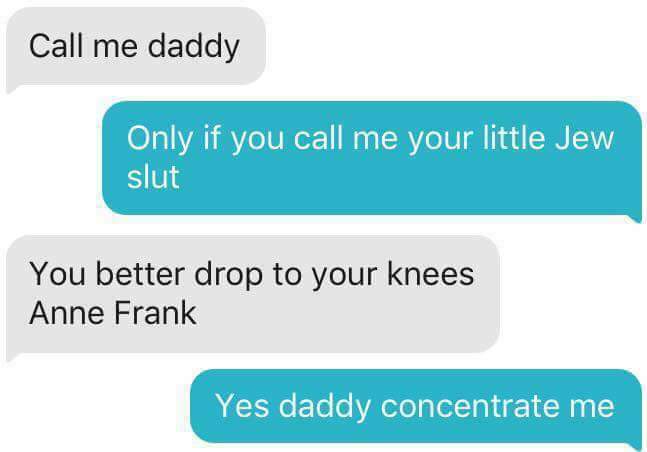 Call me daddy
Only if you call me your little Jew
slut
You better drop to your knees
Anne Frank
Yes daddy concentrate me